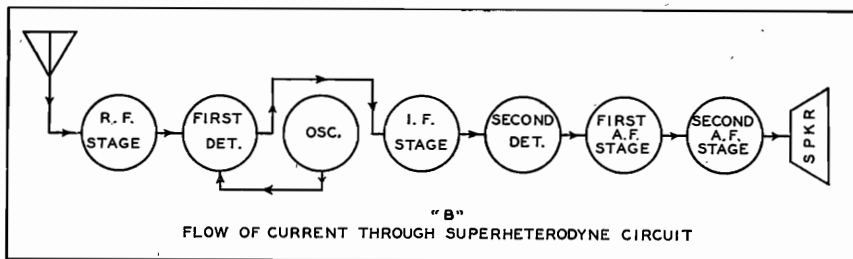 R.F.
STAGE
FIRST
DET.
OSC.
I.F.
STAGE
SECOND
DET.
FIRST
A.F.
STAGE
SECOND
A.F.
STAGE
SPKR
"B"
FLOW OF CURRENT THROUGH SUPERHETERODYNE CIRCUIT